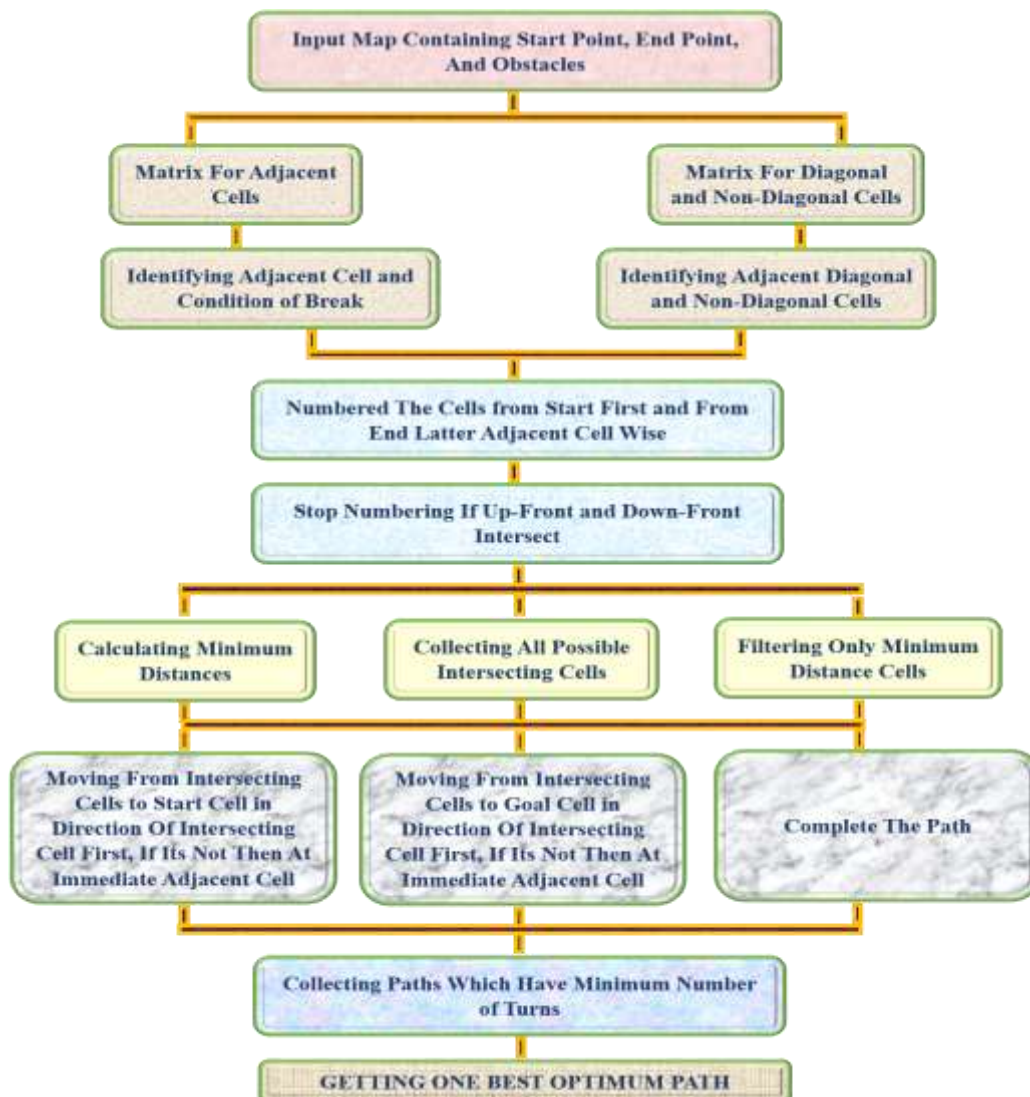 Input Map Containing Start Point, End Point,
And Obstacles
Matrix For Adjacent
Cells
Matrix For Diagonal
and Non-Diagonal Cells
Identifying Adjacent Cell and
Condition of Break
Identifying Adjacent Diagonal
and Non-Diagonal Cells
Numbered The Cells from Start First and From
End Latter Adjacent Cell Wise
Stop Numbering If Up-Front and Down-Front
Intersect
Calculating Minimum
Distances
Collecting All Possible
Intersecting Cells
Filtering Only Minimum
Distance Cells
Moving From Intersecting
Cells to Start Cell in
Direction Of Intersecting
Cell First, If Its Not Then At
Immediate Adjacent Cell
Moving From Intersecting
Cells to Goal Cell in
Direction Of Intersecting
Cell First, If Its Not Then At
Immediate Adjacent Cell
Complete The Path
Collecting Paths Which Have Minimum Number
of Turns
GETTING ONE BEST OPTIMUM PATH